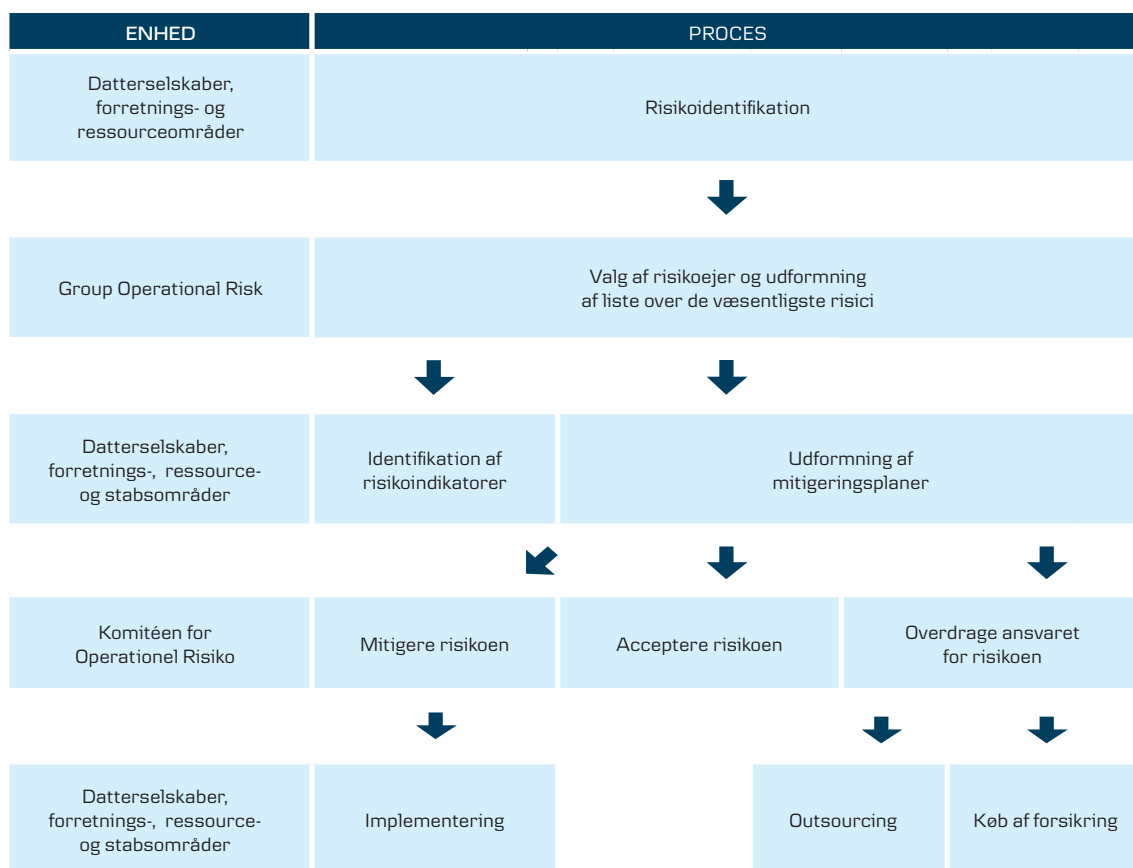 ENHED
PROCES
Datterselskaber,
forretnings- og
ressourceområder
Risikoidentifikation
Group Operational Risk
Valg af risikoejer og udformning
af liste over de væsentligste risici
Datterselskaber,
forretnings-, ressource-
og stabsområder
Identifikation af
risikoindikatorer
Udformning af
mitigeringsplaner
Komitéen for
Operationel Risiko
Mitigere risikoen
Acceptere risikoen
Overdrage ansvaret
for risikoen
Datterselskaber,
forretnings-, ressource-
og stabsområder
Implementering
Outsourcing
Køb af forsikring